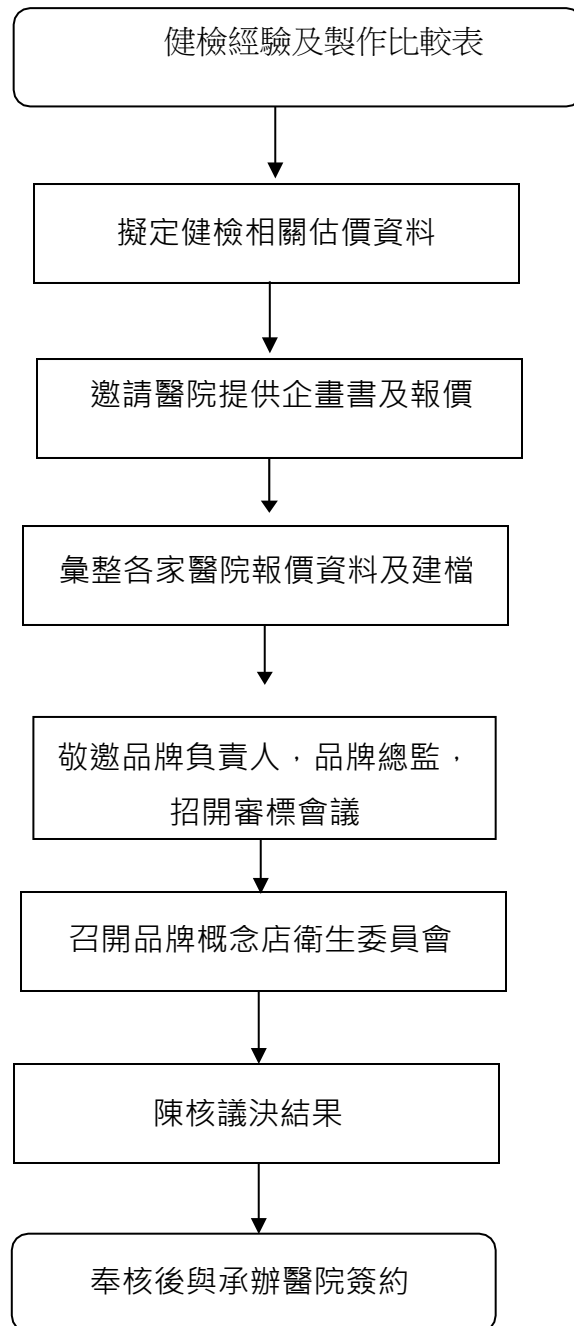 健檢經驗及製作比較表
擬定健檢相關估價資料
邀請醫院提供企畫書及報價
彙整各家醫院報價資料及建檔
敬邀品牌負責人，品牌總監，
招開審標會議
召開品牌概念店衛生委員會
陳核議決結果
奉核後與承辦醫院簽約